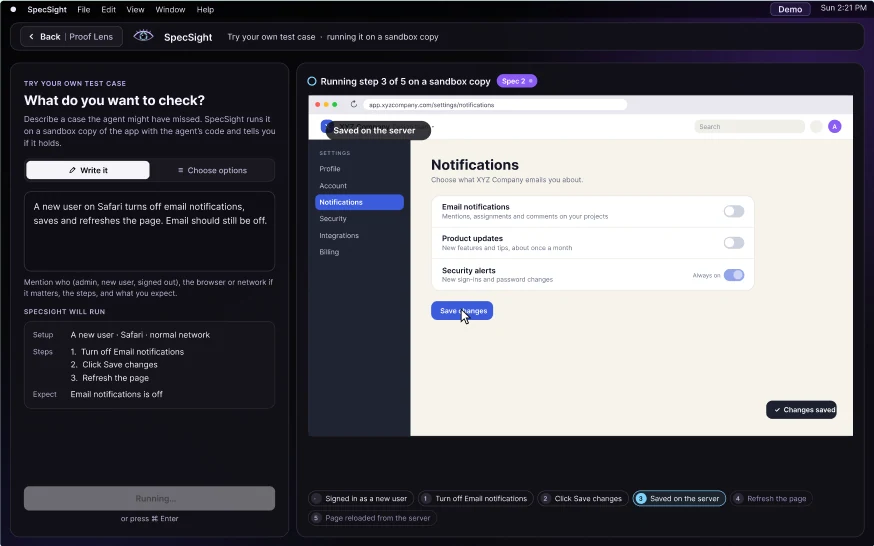 SpecSight File Edit View Window Help Demo Sun 2:21 PM
Back | Proof Lens SpecSight Try your own test case · running it on a sandbox copy
TRY YOUR OWN TEST CASE
What do you want to check?
Describe a case the agent might have missed. SpecSight runs it
on a sandbox copy of the app with the agent's code and tells you
if it holds.
Write it Choose options
A new user on Safari turns off email notifications,
saves and refreshes the page. Email should still be off.
Mention who (admin, new user, signed out), the browser or network if
it matters, the steps, and what you expect.
SPECSIGHT WILL RUN
Setup A new user · Safari · normal network
Steps 1. Turn off Email notifications
2. Click Save changes
3. Refresh the page
Expect Email notifications is off
Running...
or press ⌘ Enter
Running step 3 of 5 on a sandbox copy Spec 2
app.xyzcompany.com/settings/notifications
Saved on the server
Search A
SETTINGS
Profile
Account
Notifications
Security
Integrations
Billing
Notifications
Choose what XYZ Company emails you about.
Email notifications
Mentions, assignments and comments on your projects
Product updates
New features and tips, about once a month
Security alerts
New sign-ins and password changes
Always on
Save changes
✓ Changes saved
Signed in as a new user 1 Turn off Email notifications 2 Click Save changes 3 Saved on the server 4 Refresh the page
5 Page reloaded from the server